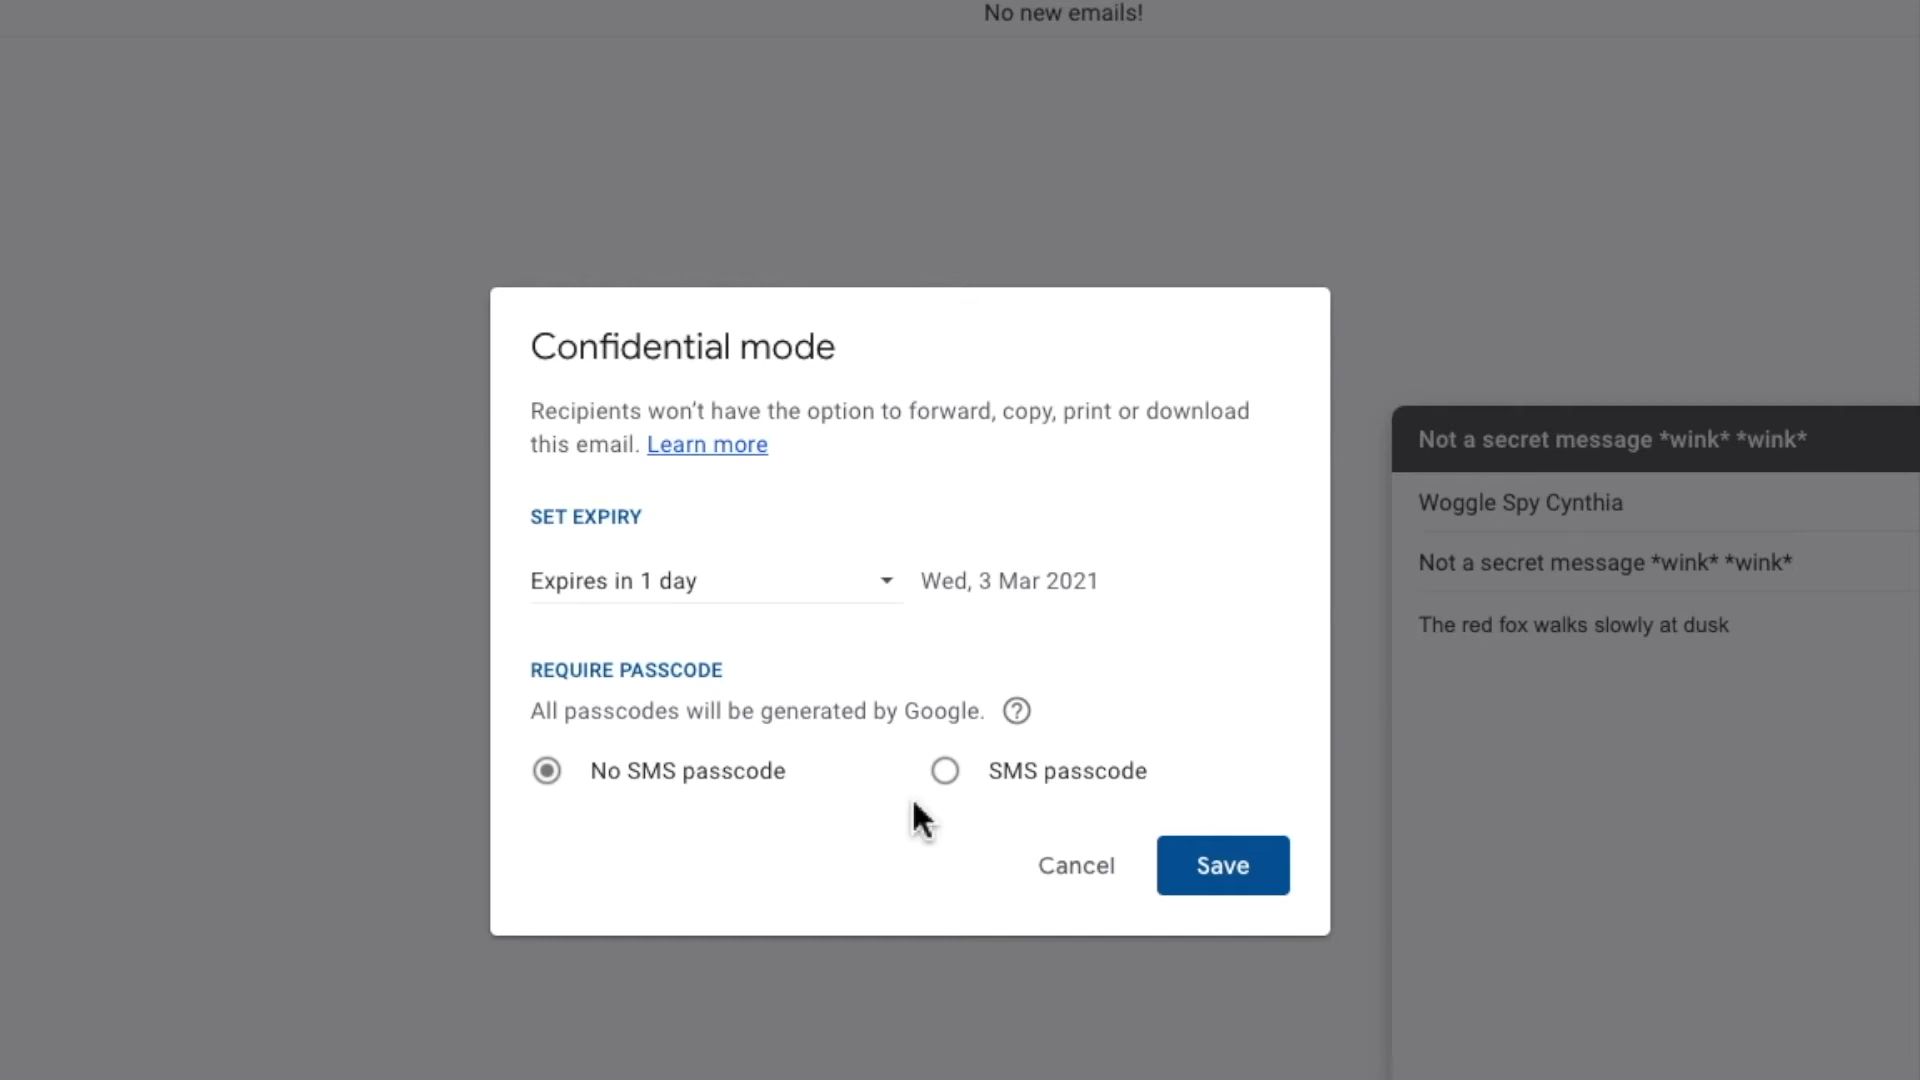 No new emails!
Confidential mode
Recipients won’t have the option to forward, copy, print or download
this email. Learn more
SET EXPIRY
Expires in 1 day
Wed, 3 Mar 2021
REQUIRE PASSCODE
All passcodes will be generated by Google.
No SMS passcode
SMS passcode
Cancel
Save
Not a secret message *wink* *wink*
Woggle Spy Cynthia
Not a secret message *wink* *wink*
The red fox walks slowly at dusk